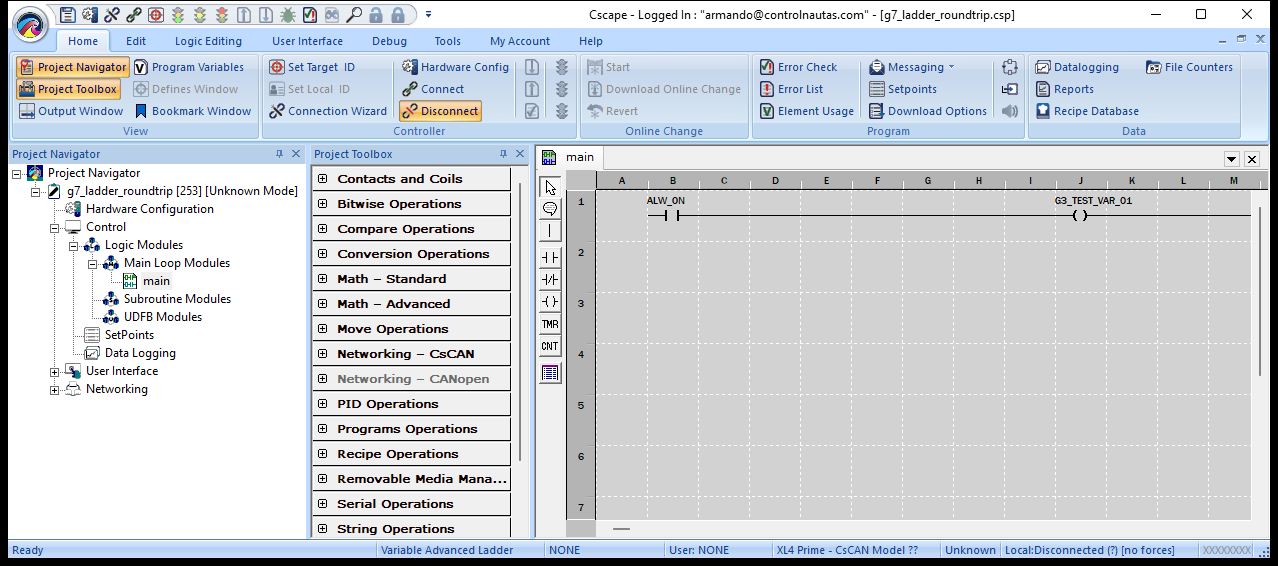 Cscape - Logged In : "armando@controlnautas.com" - [g7_ladder_roundtrip.csp]
Home Edit Logic Editing User Interface Debug Tools My Account Help
Project Navigator Program Variables Set Target ID Hardware Config Start Error Check Messaging Datalogging File Counters
Project Toolbox Defines Window Set Local ID Connect Download Online Change Error List Setpoints Reports
Output Window Bookmark Window Connection Wizard Disconnect Revert Element Usage Download Options Recipe Database
View Controller Online Change Program Data
Project Navigator
Project Navigator
g7_ladder_roundtrip [253] [Unknown Mode]
Hardware Configuration
Control
Logic Modules
Main Loop Modules
main
Subroutine Modules
UDFB Modules
SetPoints
Data Logging
User Interface
Networking
Project Toolbox
Contacts and Coils
Bitwise Operations
Compare Operations
Conversion Operations
Math – Standard
Math – Advanced
Move Operations
Networking – CsCAN
Networking – CANopen
PID Operations
Programs Operations
Recipe Operations
Removable Media Mana...
Serial Operations
String Operations
main
TMR
CNT
A B C D E F G H I J K L M
1 ALW_ON G3_TEST_VAR_01
2
3
4
5
6
7
Ready Variable Advanced Ladder NONE User: NONE XL4 Prime - CsCAN Model ?? Unknown Local:Disconnected (?) [no forces] XXXXXXXX